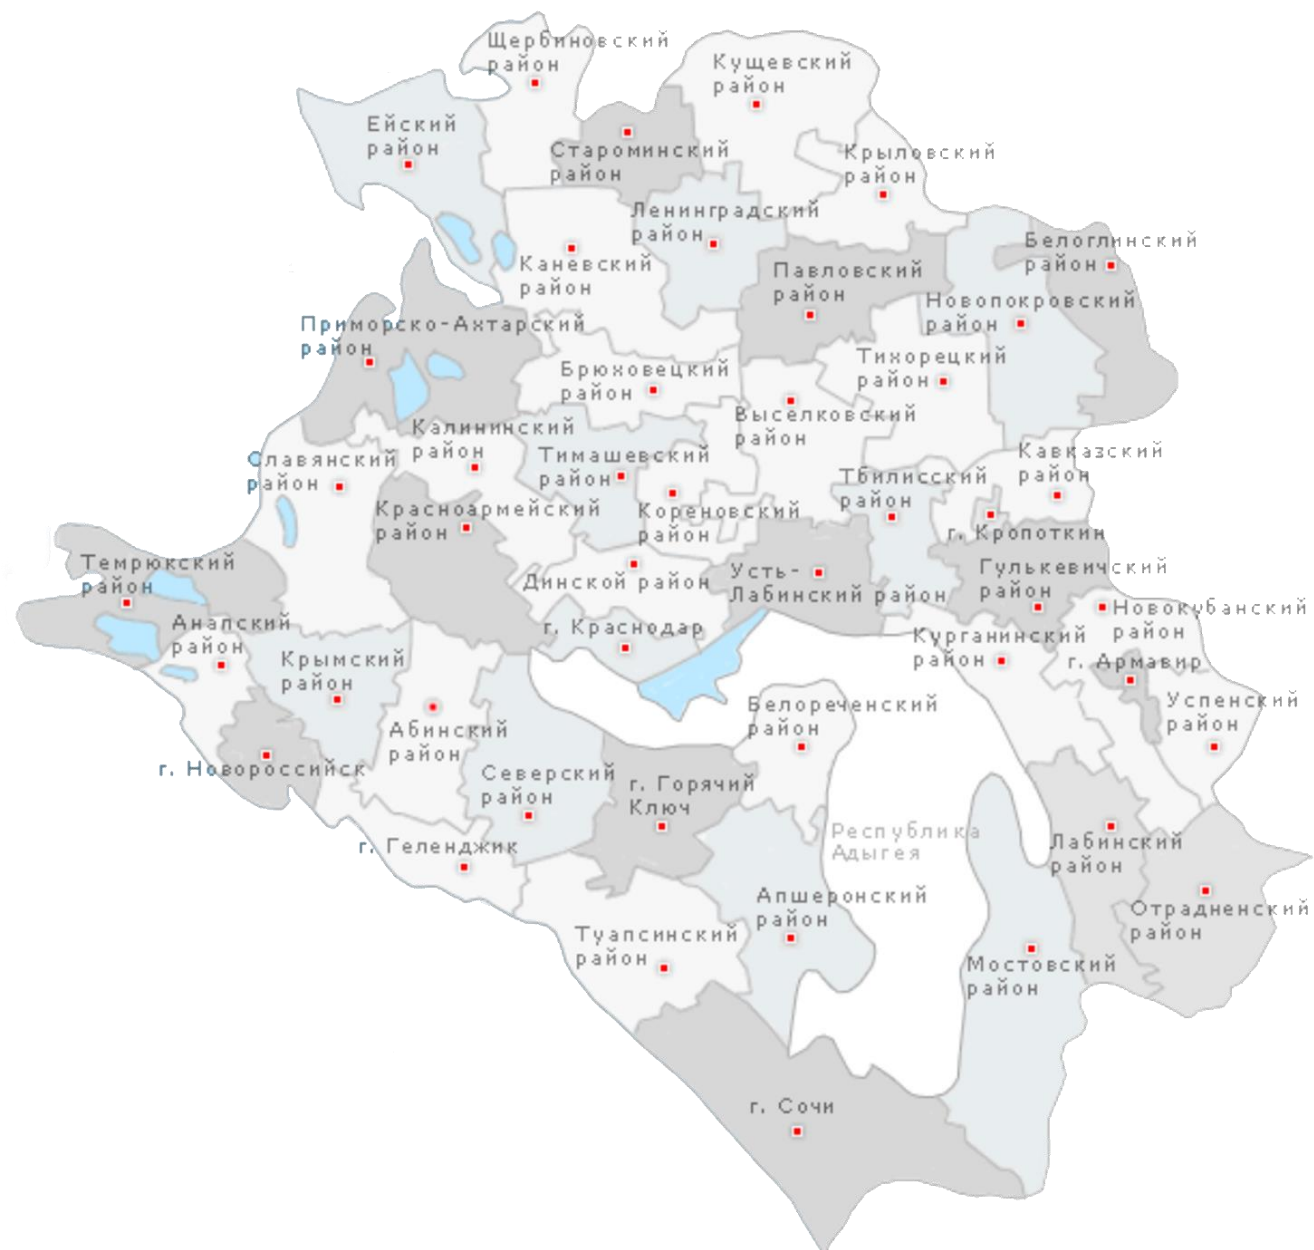 Щербиновский
район
Кущевский
район
Ейский
район
Староминский
район
Крыловский
район
Ленинградский
район
Каневский
район
Павловский
район
Белоглинский
район
Новопокровский
район
Приморско-Ахтарский
район
Брюховецкий
район
Тихорецкий
район
Выселковский
район
Калининский
район
Славянский
район
Тимашевский
район
Кавказский
район
Тбилисский
район
Красноармейский
район
Кореновский
район
г. Кропоткин
Темрюкский
район
Динской район
Усть-
Лабинский район
Гулькевичский
район
Новокубанский
район
Анапский
район
г. Краснодар
Курганинский
район
г. Армавир
Крымский
район
Абинский
район
Белореченский
район
Успенский
район
г. Новороссийск
Северский
район
г. Горячий
Ключ
г. Геленджик
Республика
Адыгея
Лабинский
район
Апшеронский
район
Отрадненский
район
Туапсинский
район
Мостовский
район
г. Сочи